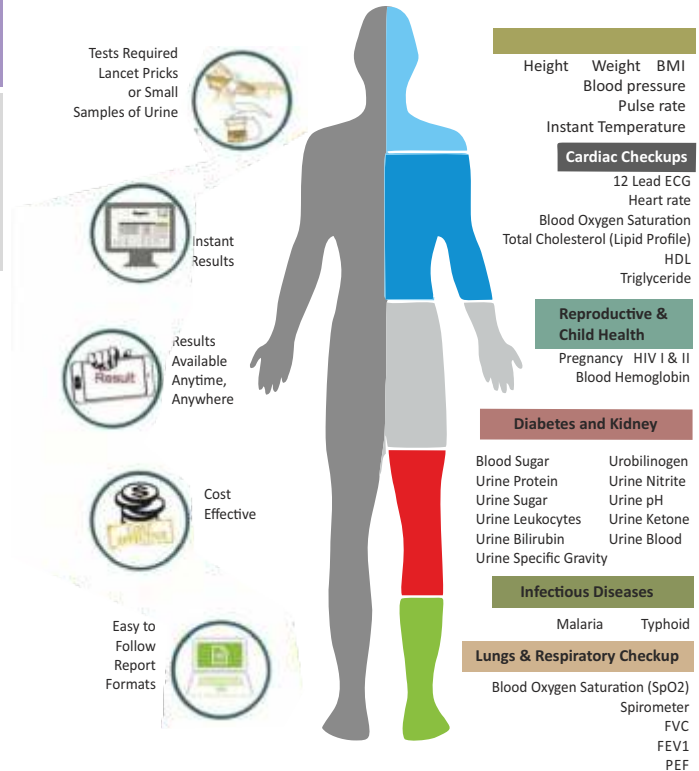 Tests Required
Lancet Pricks
or Small
Samples of Urine
Instant
Results
Results
Available
Anytime,
Anywhere
Result
Cost
Effective
Easy to
Follow
Report
Formats
Height Weight BMI
Blood pressure
Pulse rate
Instant Temperature
Cardiac Checkups
12 Lead ECG
Heart rate
Blood Oxygen Saturation
Total Cholesterol (Lipid Profile)
HDL
Triglyceride
Reproductive &
Child Health
Pregnancy HIV I & II
Blood Hemoglobin
Diabetes and Kidney
Blood Sugar Urobilinogen
Urine Protein Urine Nitrite
Urine Sugar Urine pH
Urine Leukocytes Urine Ketone
Urine Bilirubin Urine Blood
Urine Specific Gravity
Infectious Diseases
Malaria Typhoid
Lungs & Respiratory Checkup
Blood Oxygen Saturation (SpO2)
Spirometer
FVC
FEV1
PEF